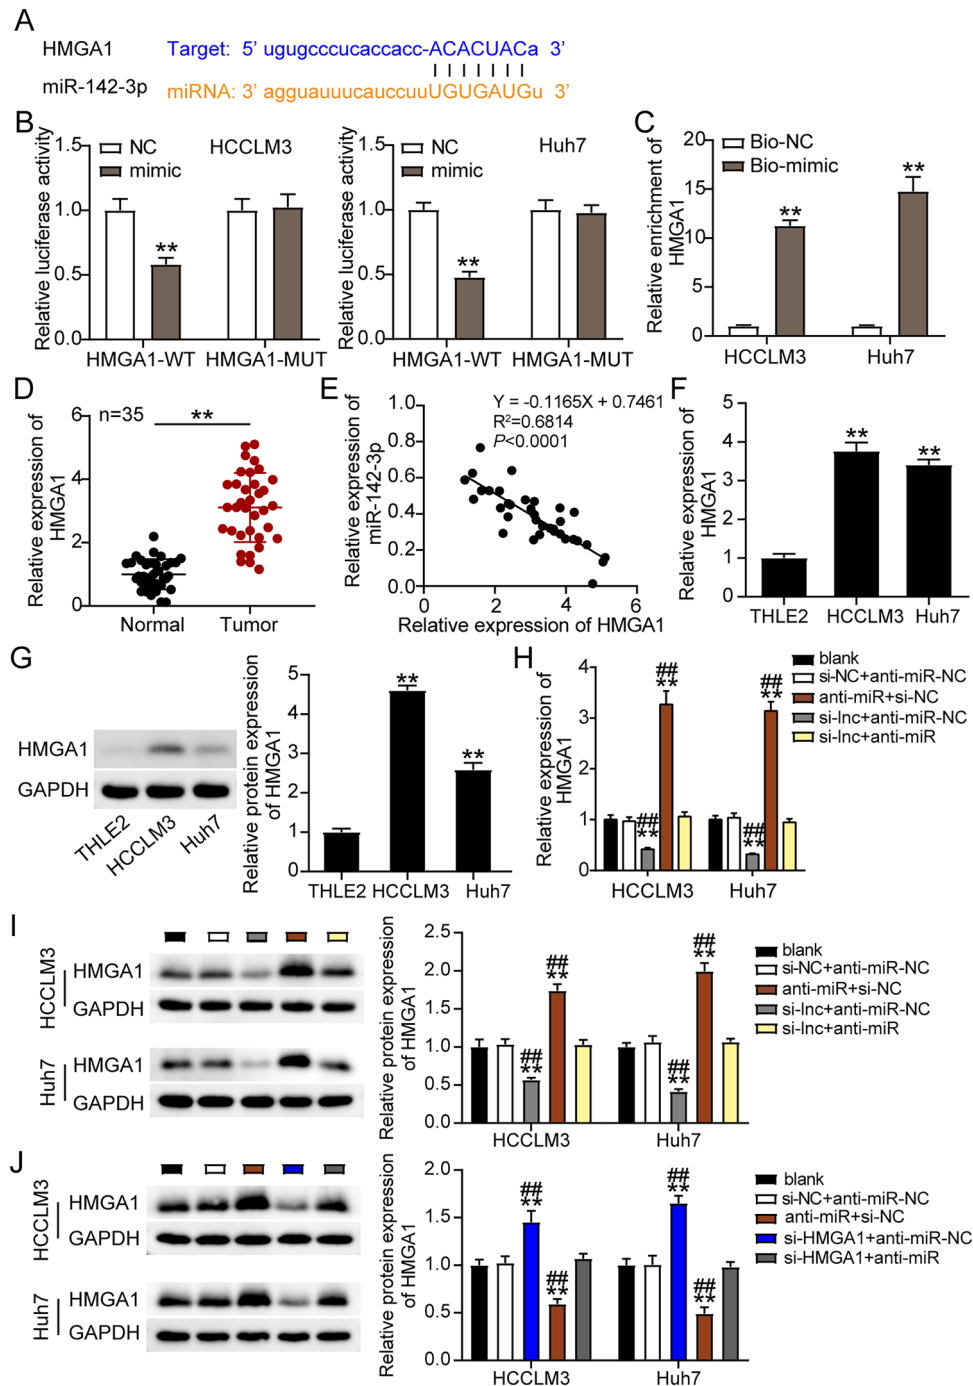 A
HMGA1 Target: 5’ ugugcccucaccacc-ACACUACa 3’
miR-142-3p miRNA: 3’ agguauuucauccuuUGUGAUGu 3’
B
Relative luciferase activity
1.5
1.0
0.5
0.0
NC
mimic
HCCLM3
**
HMGA1-WT HMGA1-MUT
Relative luciferase activity
1.5
1.0
0.5
0.0
NC
mimic
Huh7
**
HMGA1-WT HMGA1-MUT
C
Relative enrichment of
HMGA1
20
15
10
5
0
Bio-NC
Bio-mimic
**
**
HCCLM3 Huh7
D
Relative expression of
HMGA1
6
4
2
0
n=35
**
Normal Tumor
E
Relative expression of
miR-142-3p
1.0
0.8
0.6
0.4
0.2
0.0
Y = -0.1165X + 0.7461
R²=0.6814
P<0.0001
0 2 4 6
Relative expression of HMGA1
F
Relative expression of
HMGA1
5
4
3
2
1
0
**
**
THLE2 HCCLM3 Huh7
G
HMGA1
GAPDH
THLE2 HCCLM3 Huh7
Relative protein expression
of HMGA1
5
4
3
2
1
0
**
**
THLE2 HCCLM3 Huh7
H
Relative expression of
HMGA1
4
3
2
1
0
##
**
##
**
##
**
##
**
HCCLM3 Huh7
blank
si-NC+anti-miR-NC
anti-miR+si-NC
si-lnc+anti-miR-NC
si-lnc+anti-miR
I
HCCLM3
HMGA1
GAPDH
Huh7
HMGA1
GAPDH
Relative protein expression
of HMGA1
2.5
2.0
1.5
1.0
0.5
0.0
##
**
##
**
##
**
##
**
HCCLM3 Huh7
blank
si-NC+anti-miR-NC
anti-miR+si-NC
si-lnc+anti-miR-NC
si-lnc+anti-miR
J
HCCLM3
HMGA1
GAPDH
Huh7
HMGA1
GAPDH
Relative protein expression
of HMGA1
2.0
1.5
1.0
0.5
0.0
##
**
##
**
##
**
##
**
HCCLM3 Huh7
blank
si-NC+anti-miR-NC
anti-miR+si-NC
si-HMGA1+anti-miR-NC
si-HMGA1+anti-miR